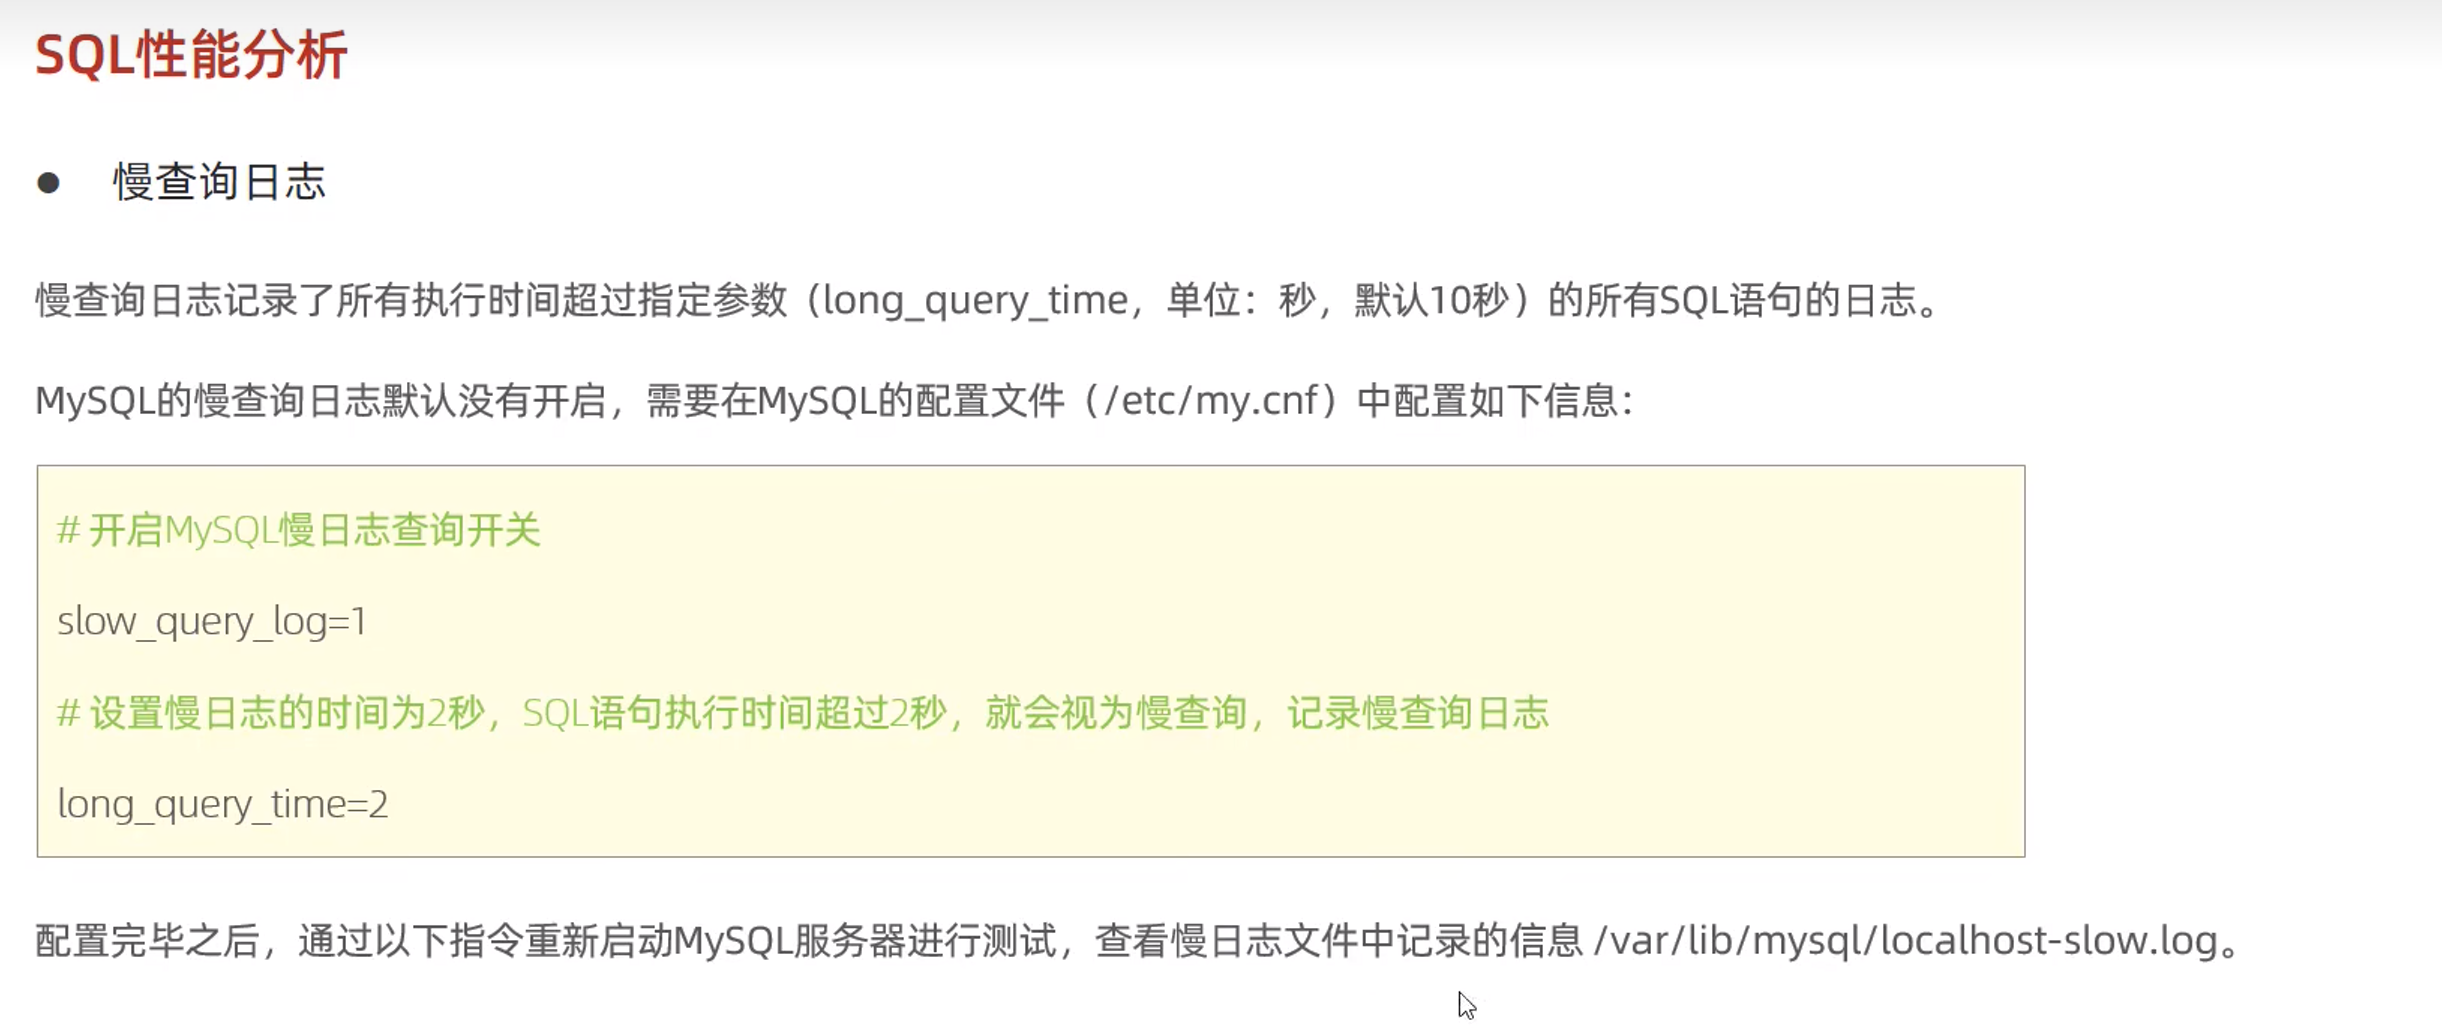 SQL性能分析
● 慢查询日志
慢查询日志记录了所有执行时间超过指定参数（long_query_time，单位：秒，默认10秒）的所有SQL语句的日志。
MySQL的慢查询日志默认没有开启，需要在MySQL的配置文件（/etc/my.cnf）中配置如下信息：
# 开启MySQL慢日志查询开关
slow_query_log=1
# 设置慢日志的时间为2秒，SQL语句执行时间超过2秒，就会视为慢查询，记录慢查询日志
long_query_time=2
配置完毕之后，通过以下指令重新启动MySQL服务器进行测试，查看慢日志文件中记录的信息 /var/lib/mysql/localhost-slow.log。